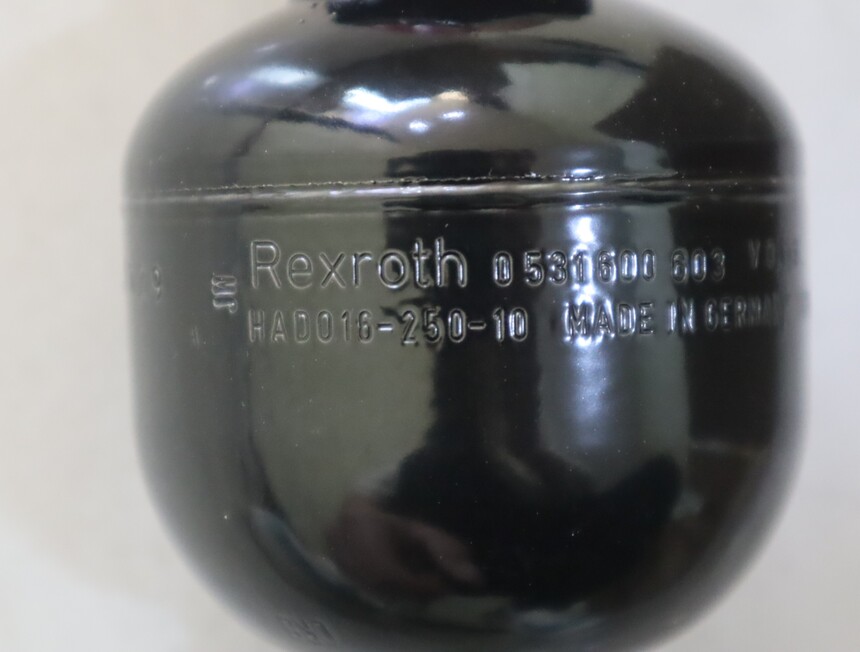 Rexroth 0 531 600 603
HAD016-250-10 MADE IN GERMANY